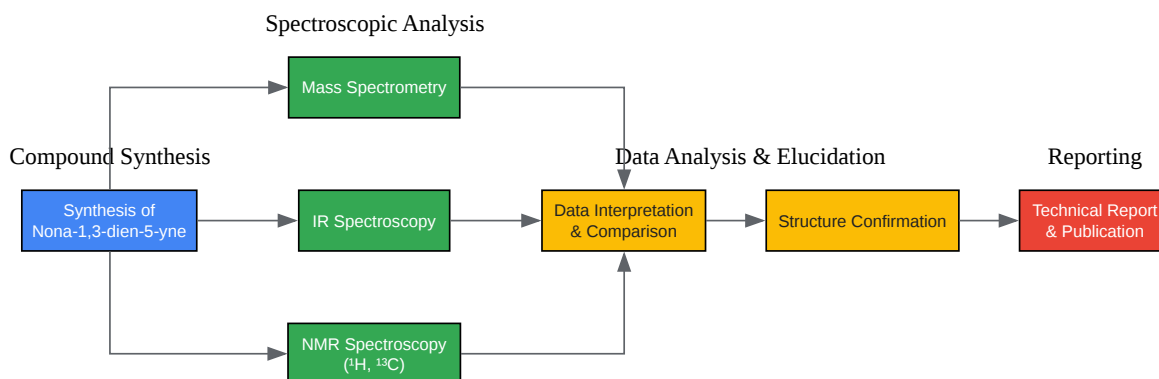 Spectroscopic Analysis
Mass Spectrometry
Compound Synthesis
Data Analysis & Elucidation
Reporting
Synthesis of
Nona-1,3-dien-5-yne
IR Spectroscopy
Data Interpretation
& Comparison
Structure Confirmation
Technical Report
& Publication
NMR Spectroscopy
(¹H, ¹³C)